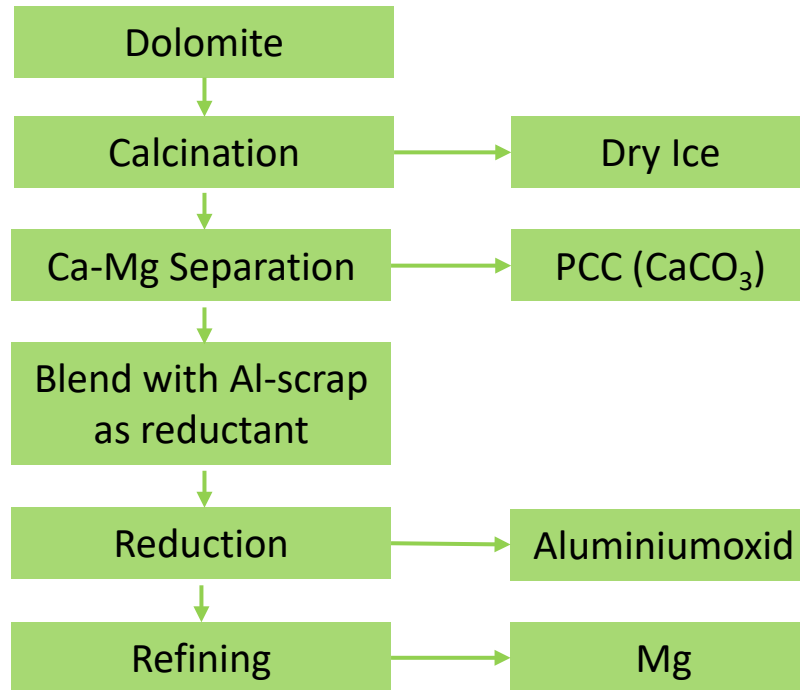 Dolomite
Calcination
Dry Ice
Ca-Mg Separation
PCC (CaCO₃)
Blend with Al-scrap
as reductant
Reduction
Aluminiumoxid
Refining
Mg